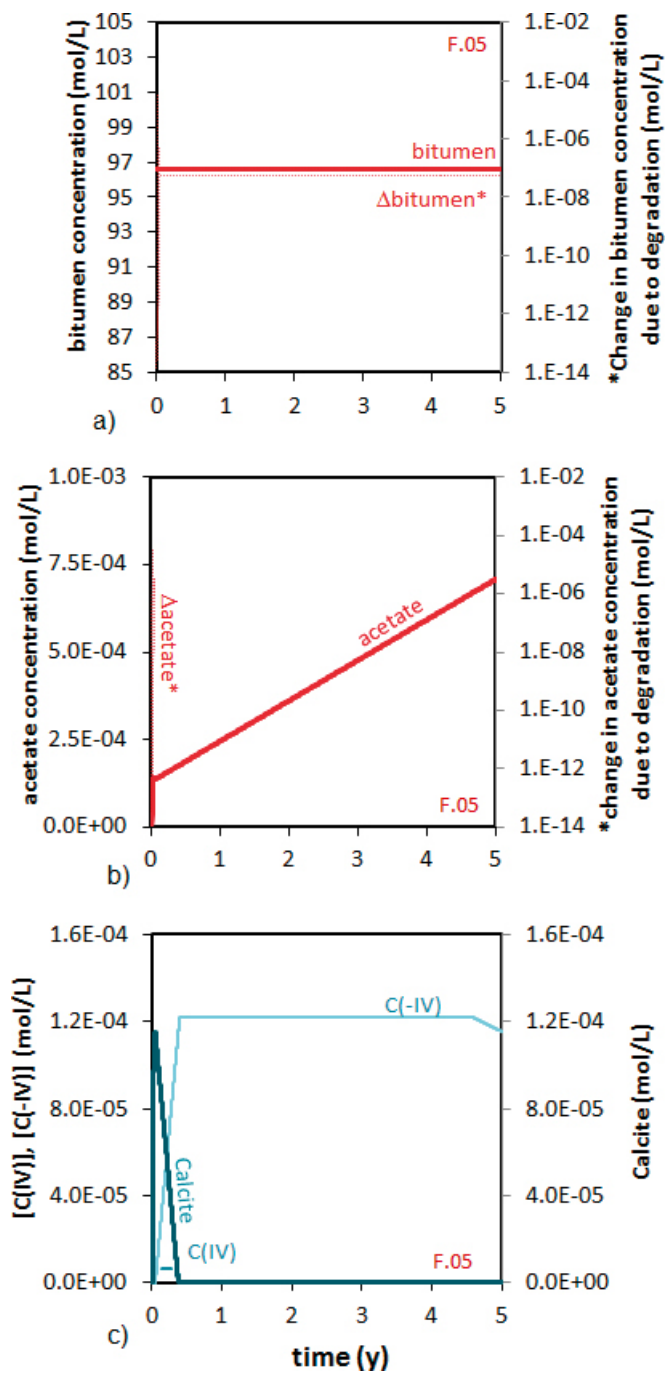 bitumen concentration (mol/L)
105
103
101
99
97
95
93
91
89
87
85
F.05
bitumen
Δbitumen*
1.E-02
1.E-04
1.E-06
1.E-08
1.E-10
1.E-12
1.E-14
*Change in bitumen concentration
due to degradation (mol/L)
0 1 2 3 4 5
a)
acetate concentration (mol/L)
1.0E-03
7.5E-04
5.0E-04
2.5E-04
0.0E+00
Δacetate*
acetate
F.05
1.E-02
1.E-04
1.E-06
1.E-08
1.E-10
1.E-12
1.E-14
*change in acetate concentration
due to degradation (mol/L)
0 1 2 3 4 5
b)
[C(IV)], [C(-IV)] (mol/L)
1.6E-04
1.2E-04
8.0E-05
4.0E-05
0.0E+00
C(-IV)
Calcite
C(IV)
F.05
1.6E-04
1.2E-04
8.0E-05
4.0E-05
0.0E+00
Calcite (mol/L)
0 1 2 3 4 5
c)
time (y)